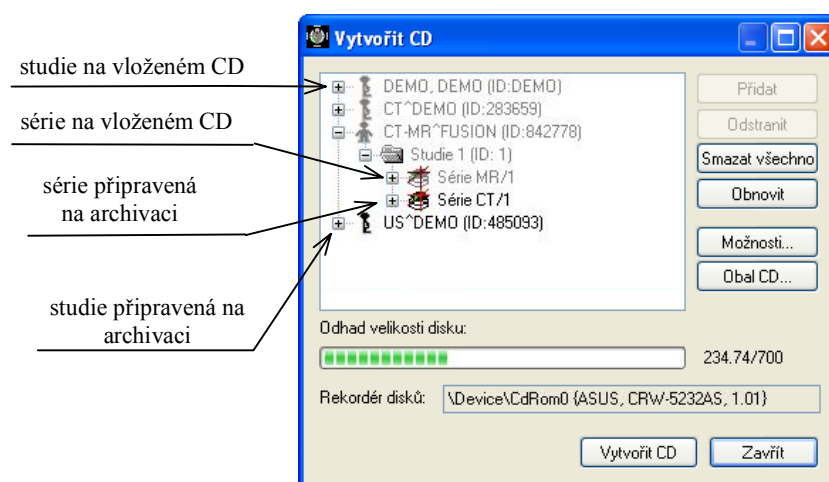 studie na vloženém CD
série na vloženém CD
série připravená
na archivaci
studie připravená na
archivaci
Vytvořit CD
DEMO, DEMO (ID:DEMO)
CT^DEMO (ID:283659)
CT-MR^FUSION (ID:842778)
Studie 1 (ID: 1)
Série MR/1
Série CT/1
US^DEMO (ID:485093)
Přidat
Odstranit
Smazat všechno
Obnovit
Možnosti...
Obal CD...
Odhad velikosti disku:
234.74/700
Rekordér disků: \Device\CdRom0 {ASUS, CRW-5232AS, 1.01}
Vytvořit CD Zavřít